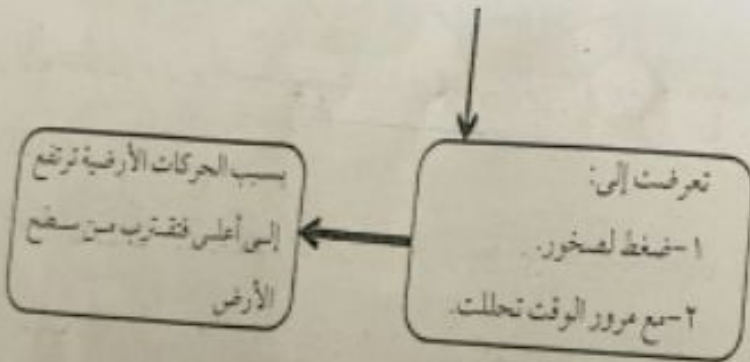 تعرضت إلى:
١-ضغط لصخور.
٢-مع مرور الوقت تحللت.
بسبب الحركات الأرضية ترتفع
إلى أعلى فتقترب من سطح
الأرض